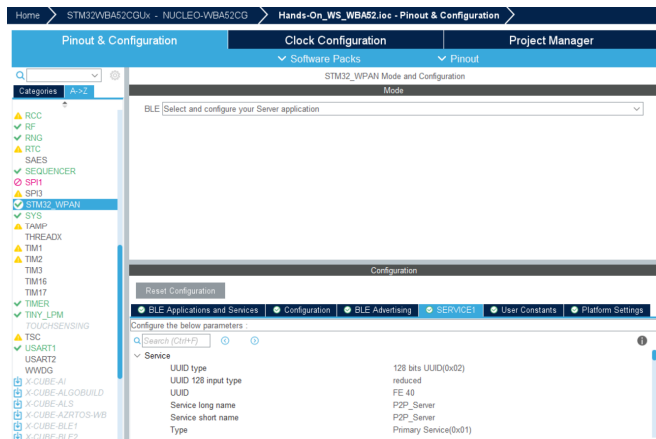 Home STM32WBA52CGUx - NUCLEO-WBA52CG Hands-On_WS_WBA52.ioc - Pinout & Configuration
Pinout & Configuration Clock Configuration Project Manager
Software Packs Pinout
STM32_WPAN Mode and Configuration
Categories A->Z
Mode
BLE Select and configure your Server application
RCC
RF
RNG
RTC
SAES
SEQUENCER
SPI1
SPI3
STM32_WPAN
SYS
TAMP
THREADX
TIM1
TIM2
TIM3
TIM16
TIM17
TIMER
TINY_LPM
TOUCHSENSING
TSC
USART1
USART2
WWDG
X-CUBE-AI
X-CUBE-ALGOBUILD
X-CUBE-ALS
X-CUBE-AZRTOS-WB
X-CUBE-BLE1
X-CUBE-BLE2
Configuration
Reset Configuration
BLE Applications and Services Configuration BLE Advertising SERVICE1 User Constants Platform Settings
Configure the below parameters :
Search (Ctrl+F)
Service
UUID type 128 bits UUID(0x02)
UUID 128 input type reduced
UUID FE 40
Service long name P2P_Server
Service short name P2P_Server
Type Primary Service(0x01)